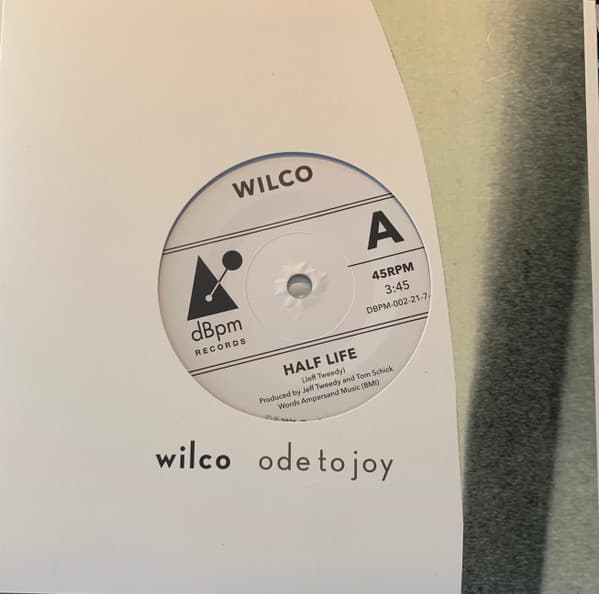 WILCO
A
45RPM
3:45
DBPM-002-21-7
dBpm
RECORDS
HALF LIFE
(Jeff Tweedy)
Produced by Jeff Tweedy and Tom Schick
Words Ampersand Music (BMI)
wilco ode to joy